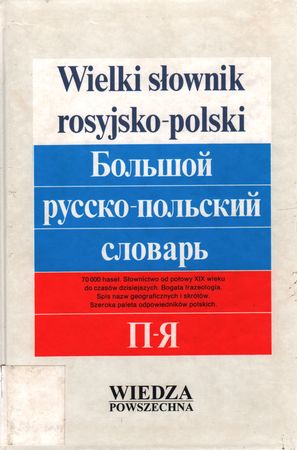 Wielki słownik
rosyjsko-polski
Большой
русско-польский
словарь
70 000 haseł. Słownictwo od połowy XIX wieku
do czasów dzisiejszych. Bogata frazeologia.
Spis nazw geograficznych i skrótów.
Szeroka paleta odpowiedników polskich.
П-Я
WIEDZA
POWSZECHNA